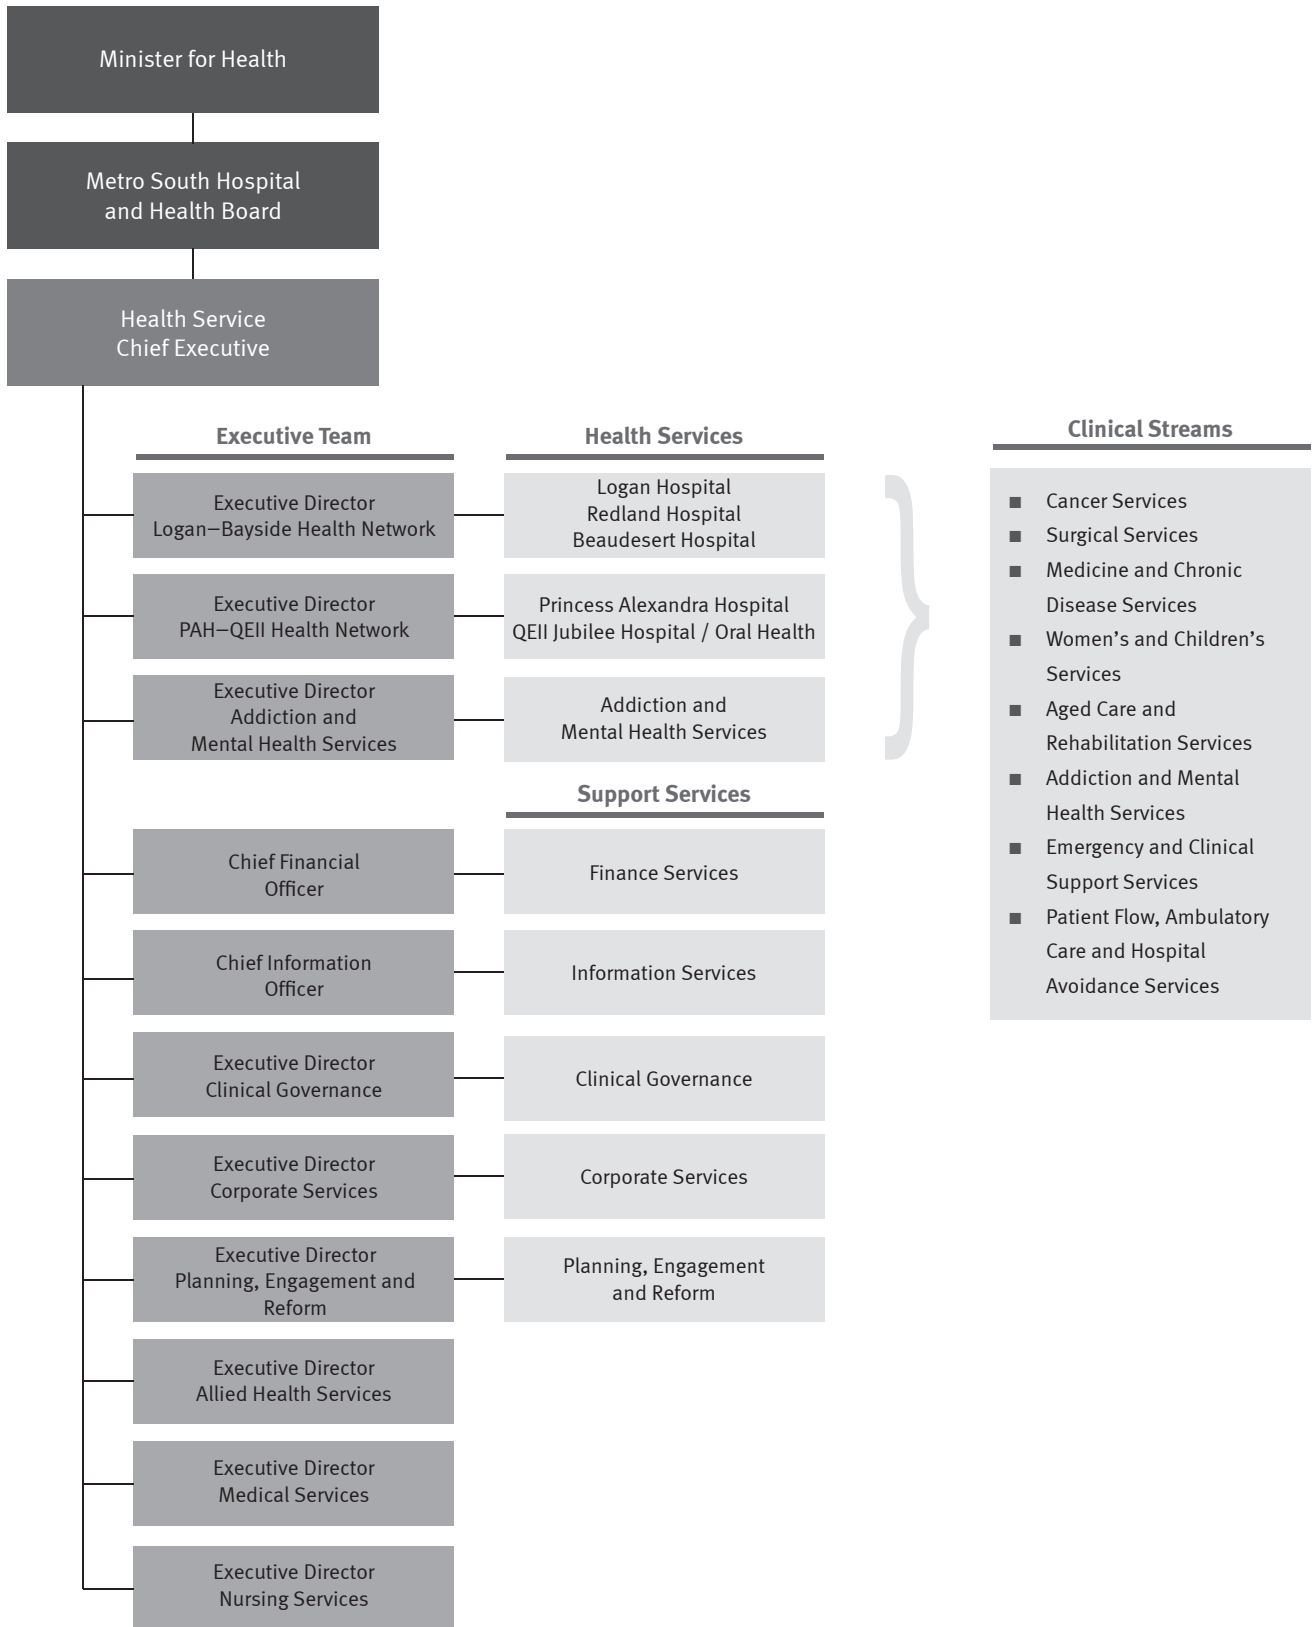 Minister for Health
Metro South Hospital
and Health Board
Health Service
Chief Executive
Executive Team
Health Services
Executive Director
Logan–Bayside Health Network
Logan Hospital
Redland Hospital
Beaudesert Hospital
Executive Director
PAH–QEII Health Network
Princess Alexandra Hospital
QEII Jubilee Hospital / Oral Health
Executive Director
Addiction and
Mental Health Services
Addiction and
Mental Health Services
Support Services
Chief Financial
Officer
Finance Services
Chief Information
Officer
Information Services
Executive Director
Clinical Governance
Clinical Governance
Executive Director
Corporate Services
Corporate Services
Executive Director
Planning, Engagement and
Reform
Planning, Engagement
and Reform
Executive Director
Allied Health Services
Executive Director
Medical Services
Executive Director
Nursing Services
Clinical Streams
■ Cancer Services
■ Surgical Services
■ Medicine and Chronic
Disease Services
■ Women’s and Children’s
Services
■ Aged Care and
Rehabilitation Services
■ Addiction and Mental
Health Services
■ Emergency and Clinical
Support Services
■ Patient Flow, Ambulatory
Care and Hospital
Avoidance Services